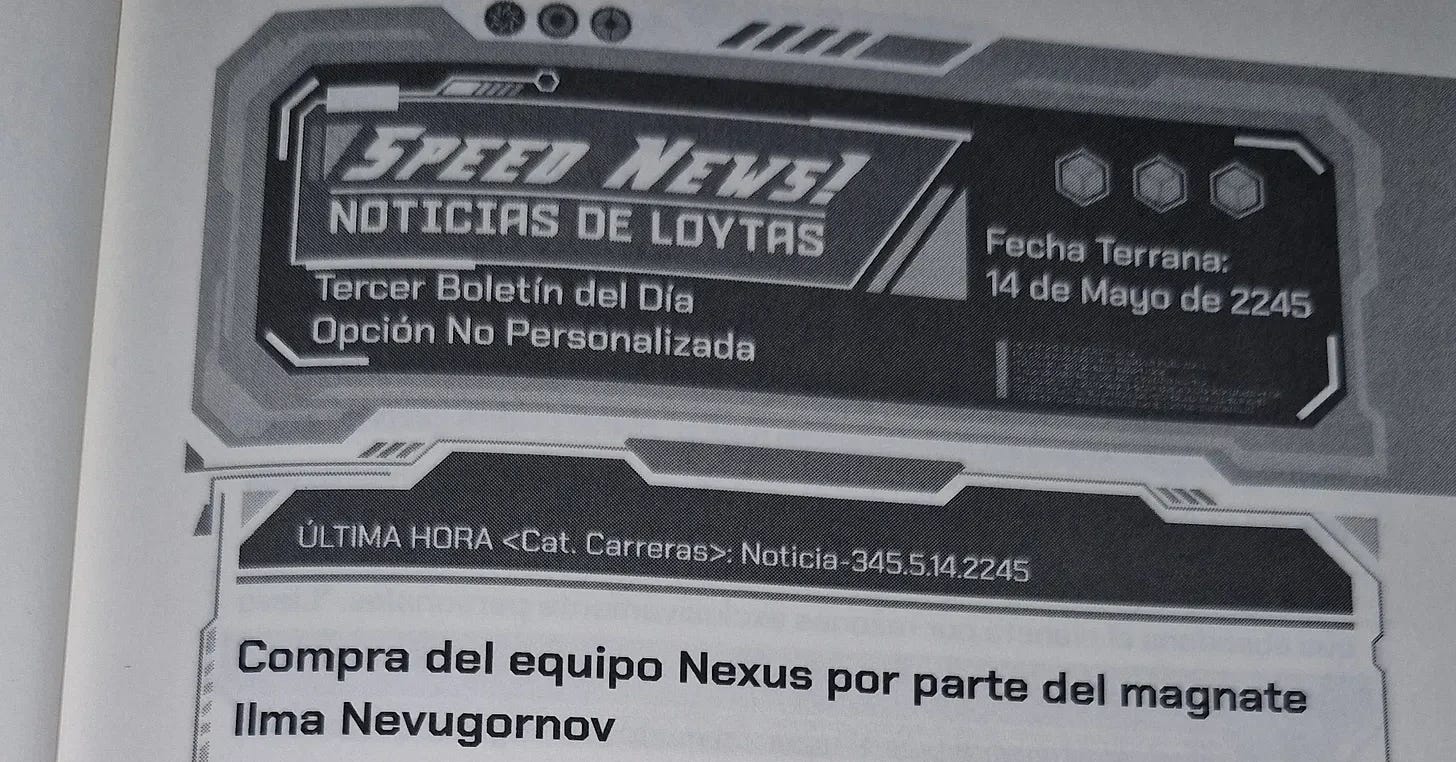 SPEED NEWS!
NOTICIAS DE LOYTAS
Tercer Boletín del Día
Opción No Personalizada
Fecha Terrana:
14 de Mayo de 2245
ÚLTIMA HORA <Cat. Carreras>: Noticia-345.5.14.2245
Compra del equipo Nexus por parte del magnate
Ilma Nevugornov